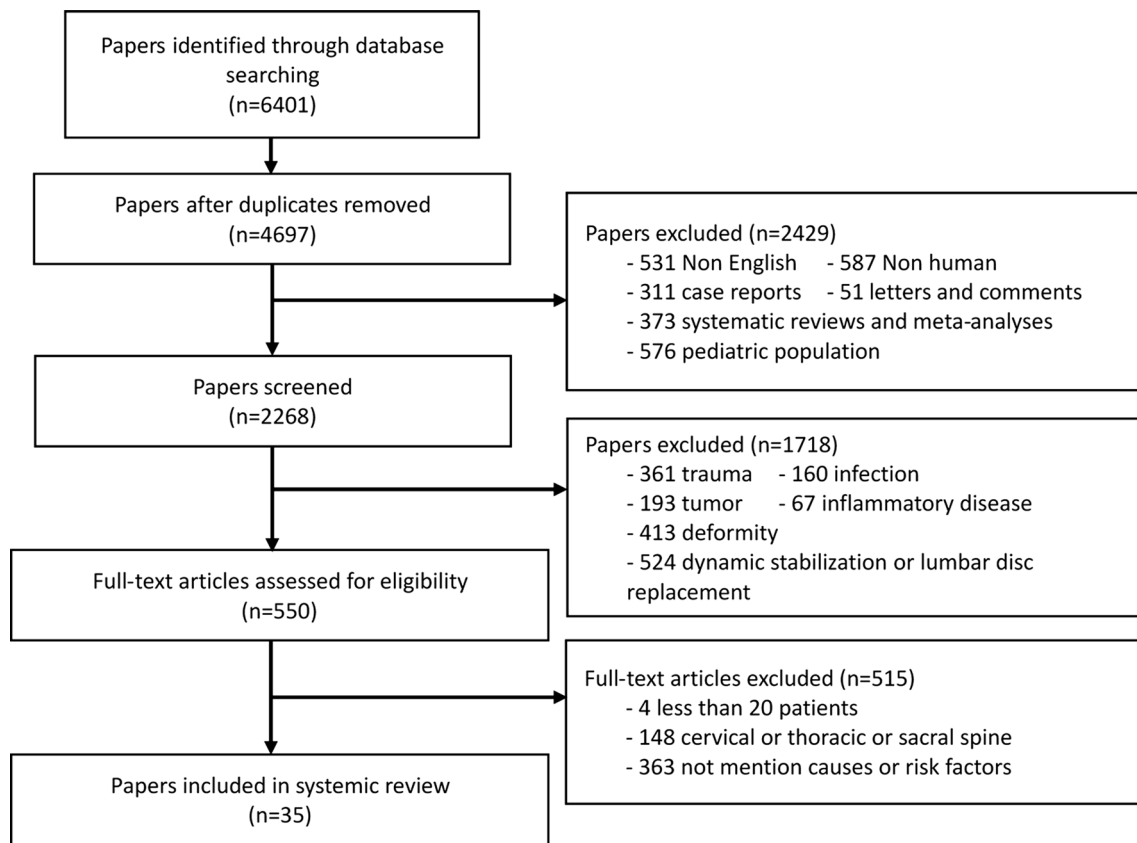 Papers identified through database
searching
(n=6401)
Papers after duplicates removed
(n=4697)
Papers excluded (n=2429)
- 531 Non English - 587 Non human
- 311 case reports - 51 letters and comments
- 373 systematic reviews and meta-analyses
- 576 pediatric population
Papers screened
(n=2268)
Papers excluded (n=1718)
- 361 trauma - 160 infection
- 193 tumor - 67 inflammatory disease
- 413 deformity
- 524 dynamic stabilization or lumbar disc
replacement
Full-text articles assessed for eligibility
(n=550)
Full-text articles excluded (n=515)
- 4 less than 20 patients
- 148 cervical or thoracic or sacral spine
- 363 not mention causes or risk factors
Papers included in systemic review
(n=35)